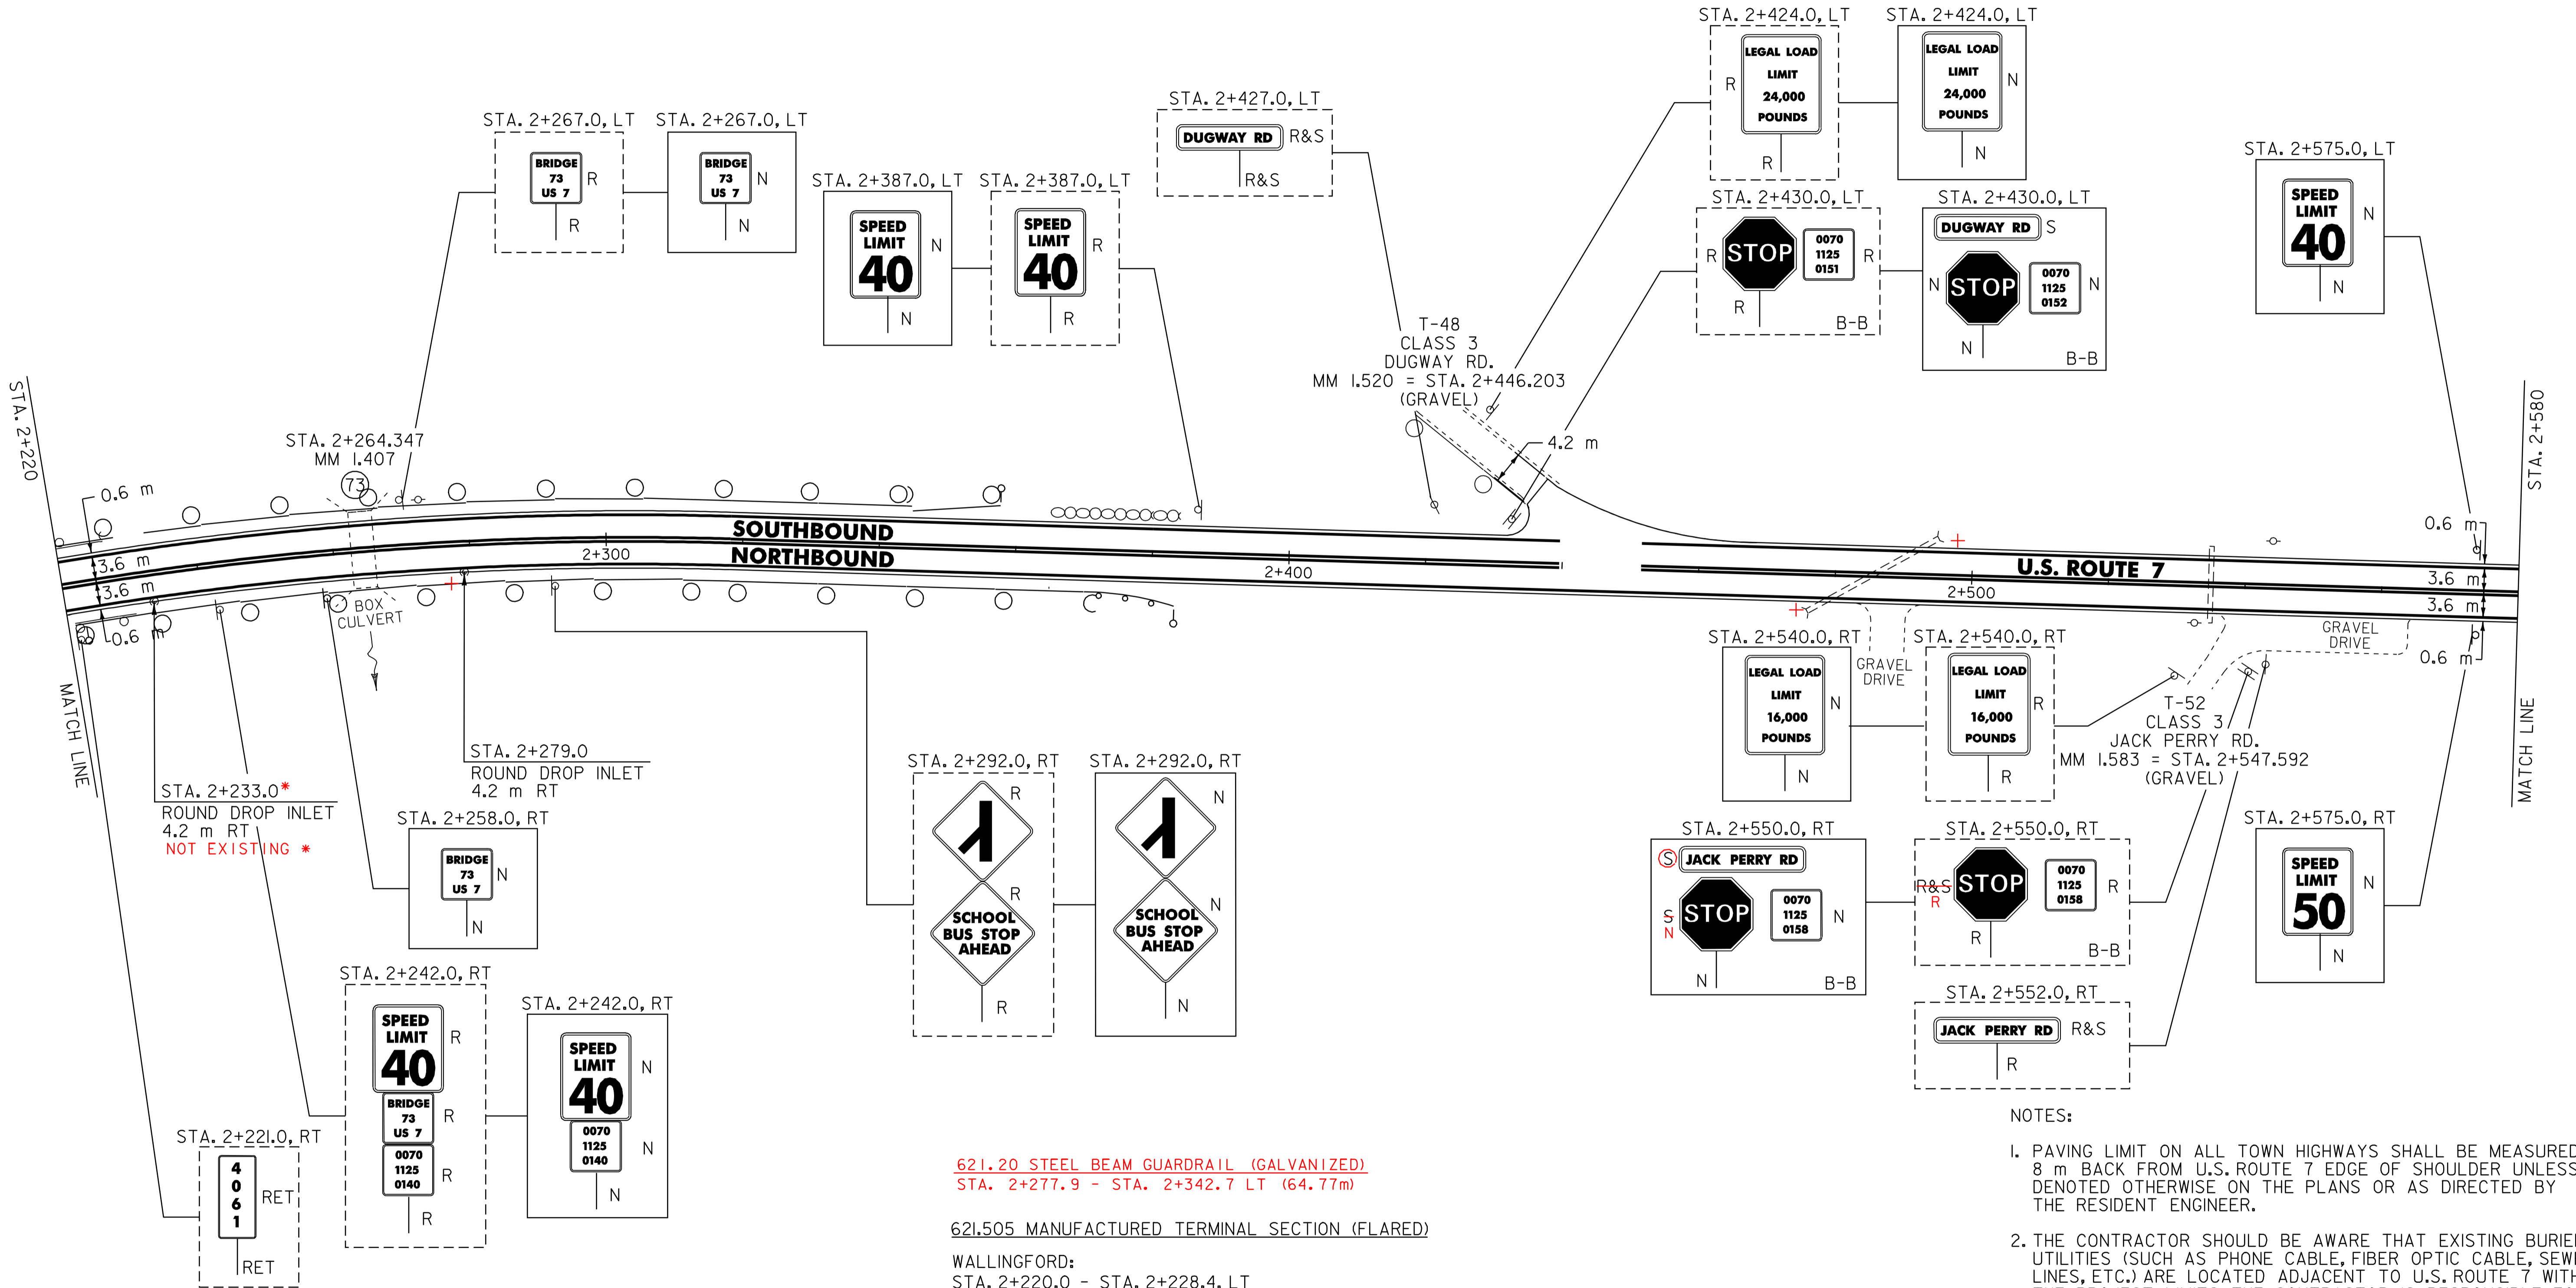 STA. 2+424.0, LT
LEGAL LOAD
LIMIT
24,000
POUNDS
R
R
STA. 2+424.0, LT
LEGAL LOAD
LIMIT
24,000
POUNDS
N
N
STA. 2+427.0, LT
DUGWAY RD
R&S
R&S
STA. 2+267.0, LT
BRIDGE
73
US 7
R
R
STA. 2+267.0, LT
BRIDGE
73
US 7
N
N
STA. 2+387.0, LT
SPEED
LIMIT
40
N
N
STA. 2+387.0, LT
SPEED
LIMIT
40
R
R
STA. 2+430.0, LT
R
STOP
0070
1125
0151
R
R
B-B
STA. 2+430.0, LT
DUGWAY RD
S
N
STOP
0070
1125
0152
N
N
B-B
STA. 2+575.0, LT
SPEED
LIMIT
40
N
N
T-48
CLASS 3
DUGWAY RD.
MM 1.520 = STA. 2+446.203
(GRAVEL)
4.2 m
STA. 2+220
MATCH LINE
STA. 2+264.347
MM 1.407
73
0.6 m
3.6 m
3.6 m
0.6 m
BOX
CULVERT
SOUTHBOUND
NORTHBOUND
2+300
2+400
2+500
U.S. ROUTE 7
0.6 m
3.6 m
3.6 m
0.6 m
STA. 2+580
MATCH LINE
GRAVEL
DRIVE
GRAVEL
DRIVE
STA. 2+540.0, RT
LEGAL LOAD
LIMIT
16,000
POUNDS
N
N
STA. 2+540.0, RT
LEGAL LOAD
LIMIT
16,000
POUNDS
R
R
T-52
CLASS 3
JACK PERRY RD.
MM 1.583 = STA. 2+547.592
(GRAVEL)
STA. 2+233.0*
ROUND DROP INLET
4.2 m RT
NOT EXISTING *
STA. 2+279.0
ROUND DROP INLET
4.2 m RT
STA. 2+258.0, RT
BRIDGE
73
US 7
N
N
STA. 2+292.0, RT
R
R
SCHOOL
BUS STOP
AHEAD
R
STA. 2+292.0, RT
N
N
SCHOOL
BUS STOP
AHEAD
N
STA. 2+550.0, RT
S
JACK PERRY RD
S
N
STOP
0070
1125
0158
N
N
B-B
STA. 2+550.0, RT
R&S
R
STOP
0070
1125
0158
R
R
B-B
STA. 2+552.0, RT
JACK PERRY RD
R&S
R
STA. 2+575.0, RT
SPEED
LIMIT
50
N
N
STA. 2+242.0, RT
SPEED
LIMIT
40
R
BRIDGE
73
US 7
R
0070
1125
0140
R
R
STA. 2+242.0, RT
SPEED
LIMIT
40
N
0070
1125
0140
N
N
STA. 2+221.0, RT
4
0
6
1
RET
RET
621.20 STEEL BEAM GUARDRAIL (GALVANIZED)
STA. 2+277.9 - STA. 2+342.7 LT (64.77m)
621.505 MANUFACTURED TERMINAL SECTION (FLARED)
WALLINGFORD:
STA. 2+220.0 - STA. 2+228.4, LT
NOTES:
1. PAVING LIMIT ON ALL TOWN HIGHWAYS SHALL BE MEASURED
8 m BACK FROM U.S. ROUTE 7 EDGE OF SHOULDER UNLESS
DENOTED OTHERWISE ON THE PLANS OR AS DIRECTED BY
THE RESIDENT ENGINEER.
2. THE CONTRACTOR SHOULD BE AWARE THAT EXISTING BURIED
UTILITIES (SUCH AS PHONE CABLE, FIBER OPTIC CABLE, SEWE
LINES, ETC.) ARE LOCATED ADJACENT TO U.S. ROUTE 7 WITH